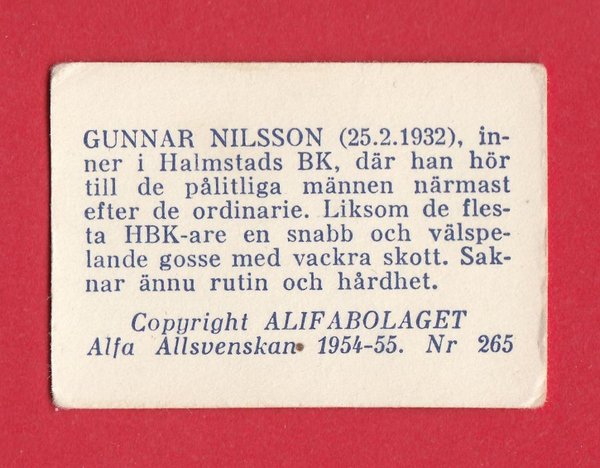 GUNNAR NILSSON (25.2.1932), in-
ner i Halmstads BK, där han hör
till de pålitliga männen närmast
efter de ordinarie. Liksom de fles-
ta HBK-are en snabb och välspe-
lande gosse med vackra skott. Sak-
nar ännu rutin och hårdhet.
Copyright ALIFABOLAGET
Alfa Allsvenskan 1954-55. Nr 265